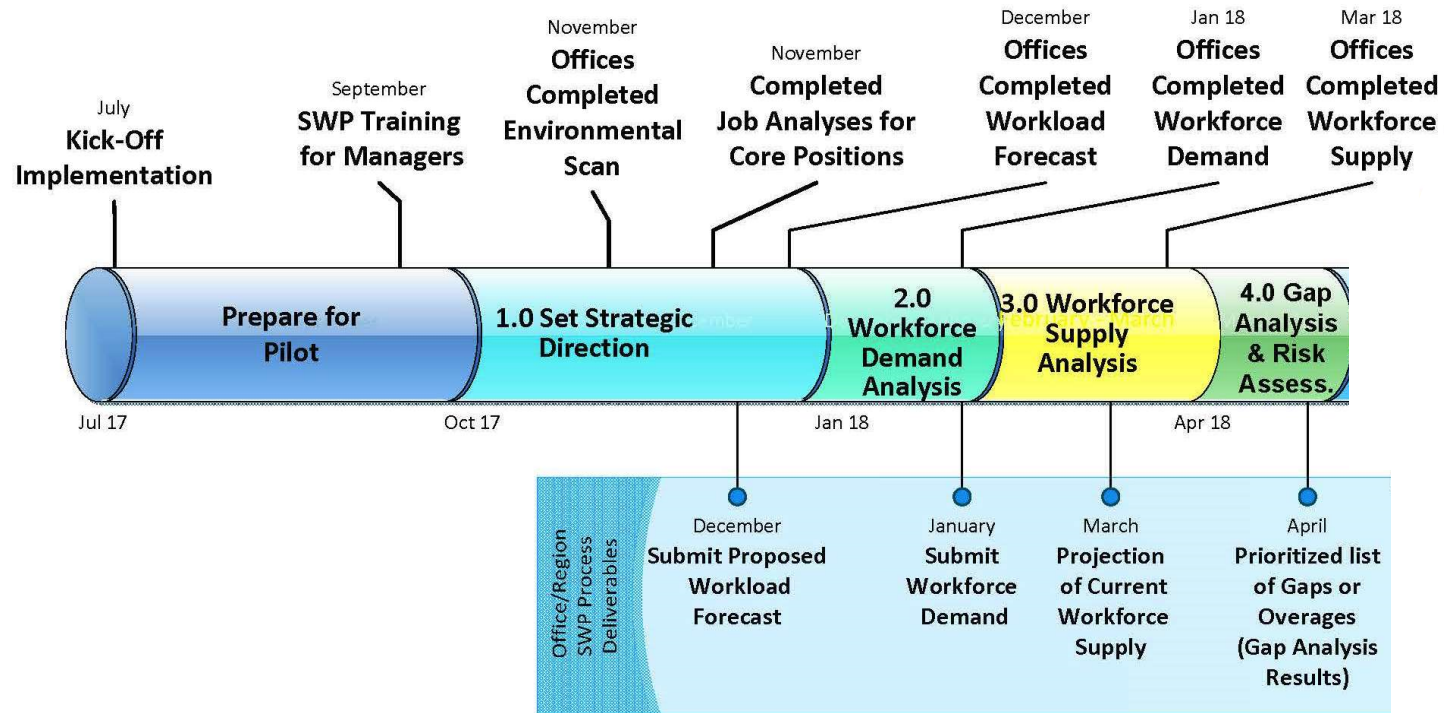 July
Kick-Off
Implementation
September
SWP Training
for Managers
November
Offices
Completed
Environmental
Scan
November
Completed
Job Analyses for
Core Positions
December
Offices
Completed
Workload
Forecast
Jan 18
Offices
Completed
Workforce
Demand
Mar 18
Offices
Completed
Workforce
Supply
Prepare for
Pilot
1.0 Set Strategic
Direction
2.0
Workforce
Demand
Analysis
3.0 Workforce
February - March
Supply
Analysis
4.0 Gap
Analysis
& Risk
Assess.
Jul 17
Oct 17
Jan 18
Apr 18
Office/Region
SWP Process
Deliverables
December
Submit Proposed
Workload
Forecast
January
Submit
Workforce
Demand
March
Projection
of Current
Workforce
Supply
April
Prioritized list
of Gaps or
Overages
(Gap Analysis
Results)